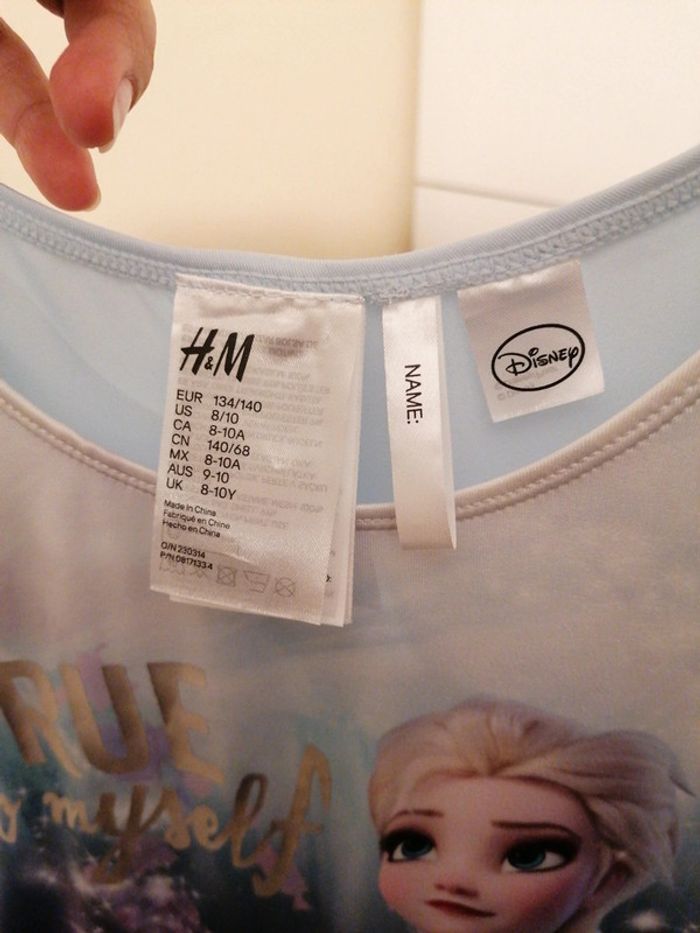 H&M
EUR 134/140
US 8/10
CA 8-10A
CN 140/68
MX 8-10A
AUS 9-10
UK 8-10Y
Made in China
Fabriqué en Chine
Hecho en China
O/N 230314
P/N 0817133-4
NAME:
Disney
RUE
myself